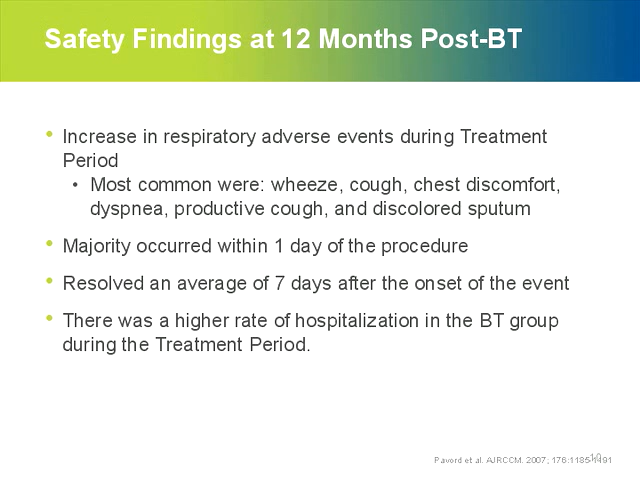 Safety Findings at 12 Months Post-BT
• Increase in respiratory adverse events during Treatment
Period
• Most common were: wheeze, cough, chest discomfort,
dyspnea, productive cough, and discolored sputum
• Majority occurred within 1 day of the procedure
• Resolved an average of 7 days after the onset of the event
• There was a higher rate of hospitalization in the BT group
during the Treatment Period.
Pavord et al. AJRCCM. 2007; 176:1185-1191
10